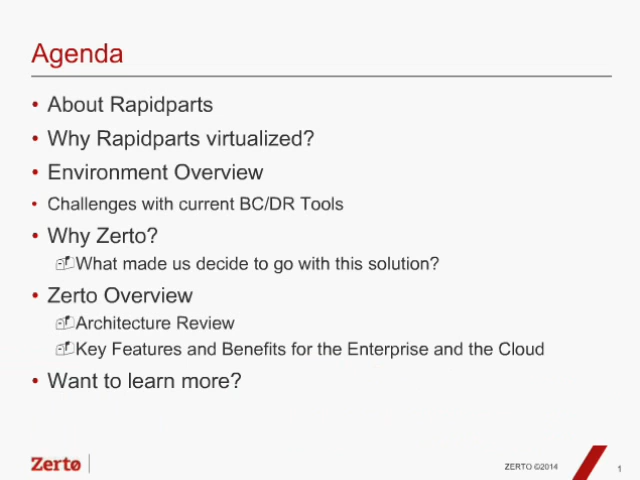 Agenda
• About Rapidparts
• Why Rapidparts virtualized?
• Environment Overview
• Challenges with current BC/DR Tools
• Why Zerto?
What made us decide to go with this solution?
• Zerto Overview
Architecture Review
Key Features and Benefits for the Enterprise and the Cloud
• Want to learn more?
Zerto
ZERTO ©2014
1